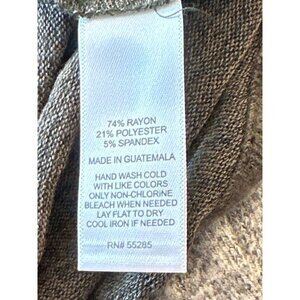 74% RAYON
21% POLYESTER
5% SPANDEX
MADE IN GUATEMALA
HAND WASH COLD
WITH LIKE COLORS
ONLY NON-CHLORINE
BLEACH WHEN NEEDED
LAY FLAT TO DRY
COOL IRON IF NEEDED
RN# 55285